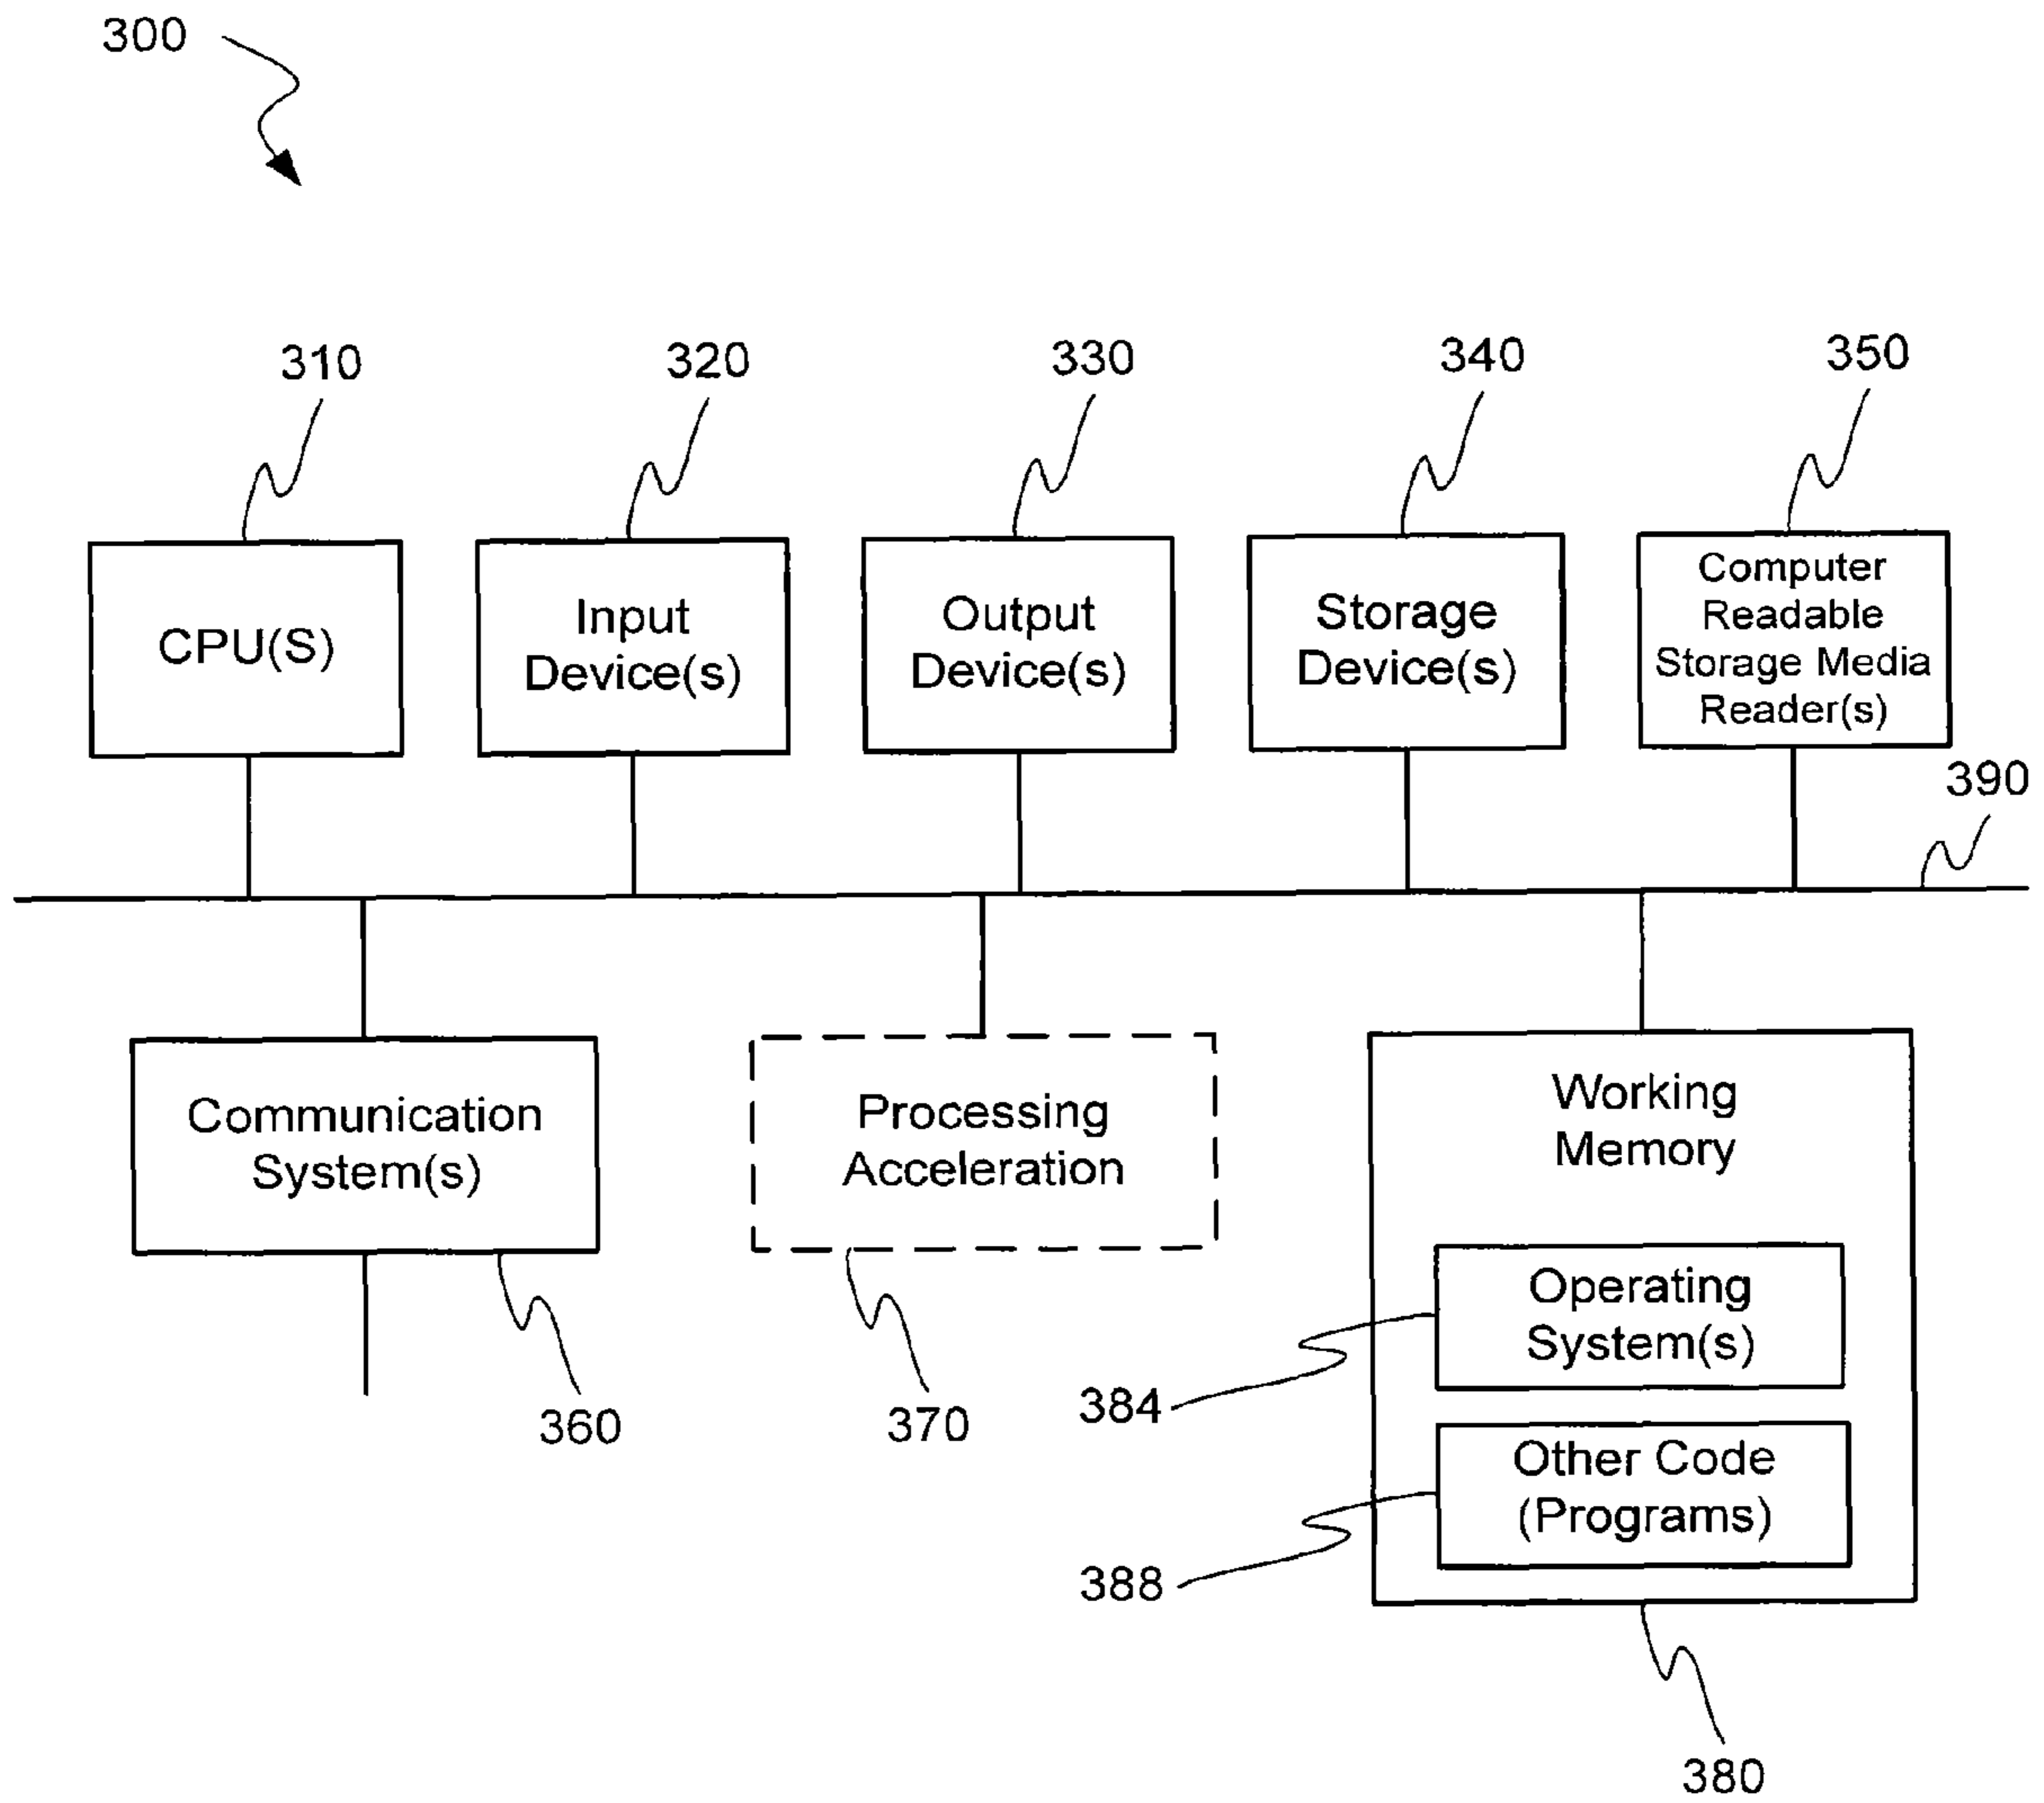 300
310
320
330
340
350
CPU(S)
Input
Device(s)
Output
Device(s)
Storage
Device(s)
Computer
Readable
Storage Media
Reader(s)
390
Communication
System(s)
Processing
Acceleration
Working
Memory
Operating
System(s)
384
Other Code
(Programs)
388
360
370
380